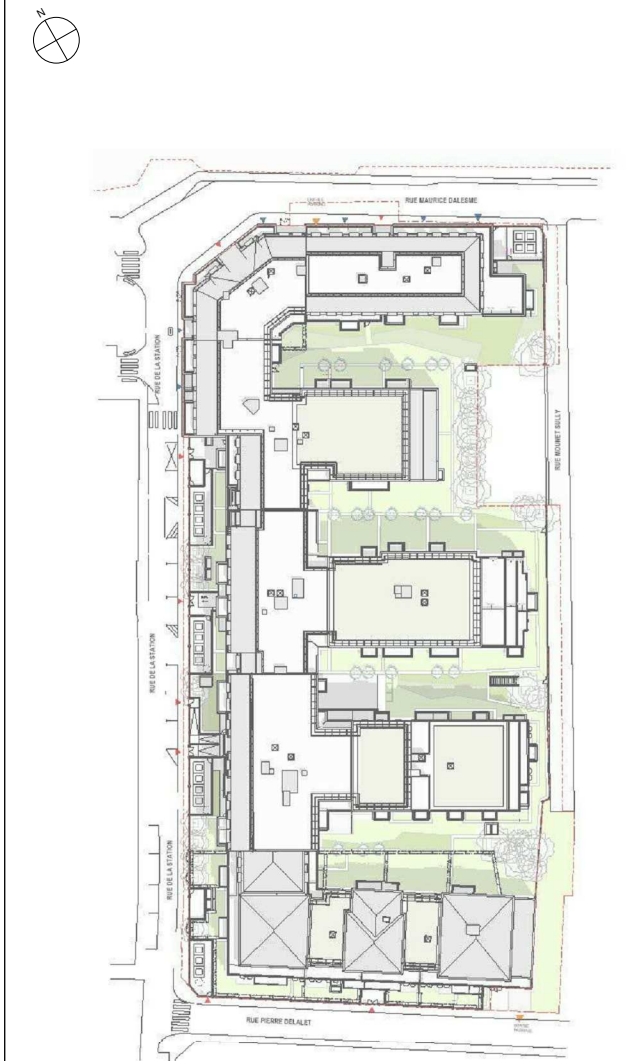 N
RUE MAURICE DALESME
RUE DE LA STATION
RUE MOUNET SULLY
RUE DE LA STATION
RUE DE LA STATION
RUE PIERRE DELALET